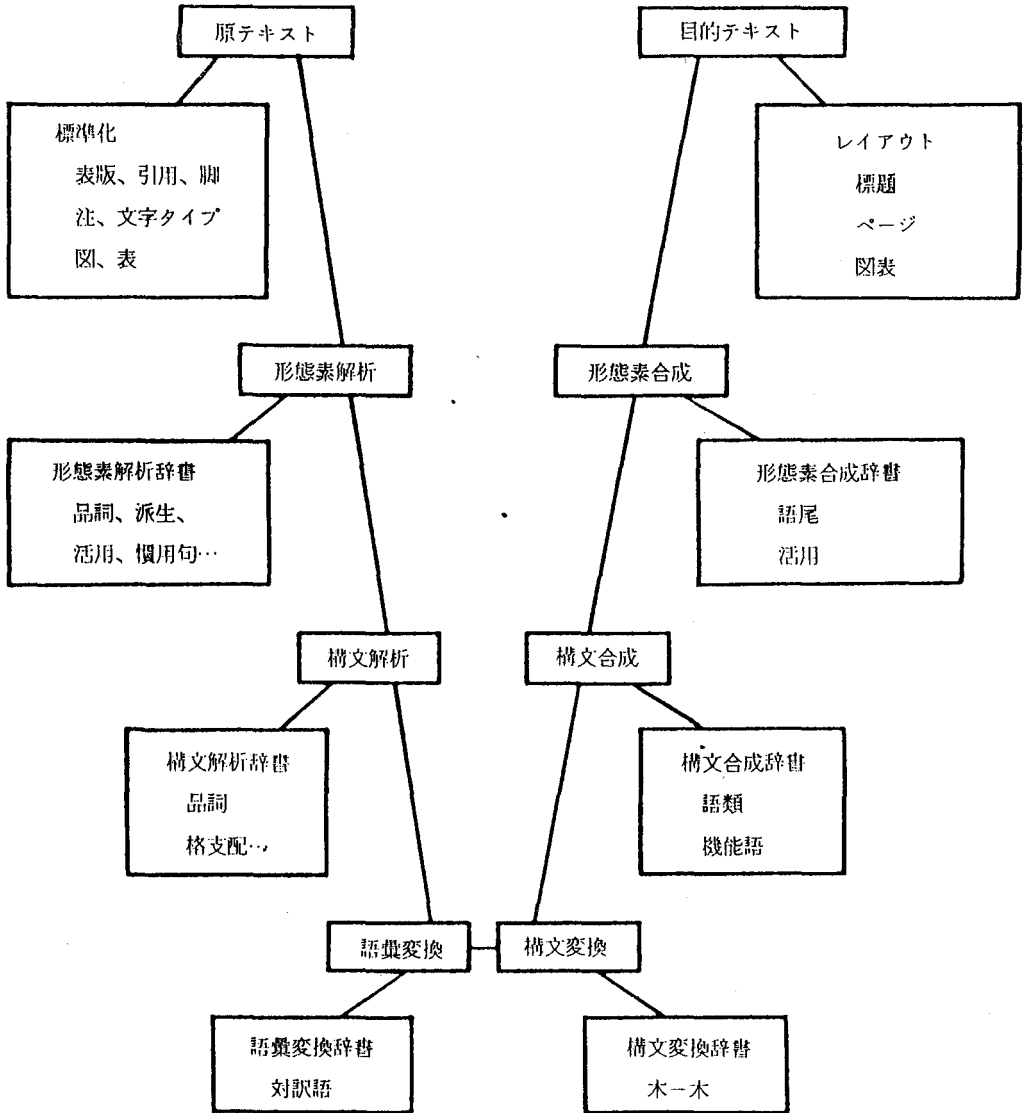 原テキスト
目的テキスト
標準化
表版、引用、脚
注、文字タイプ
図、表
レイアウト
標題
ページ
図表
形態素解析
形態素合成
形態素解析辞書
品詞、派生、
活用、慣用句…
形態素合成辞書
語尾
活用
構文解析
構文合成
構文解析辞書
品詞
格支配…
構文合成辞書
語類
機能語
語彙変換
構文変換
語彙変換辞書
対訳語
構文変換辞書
木ー木